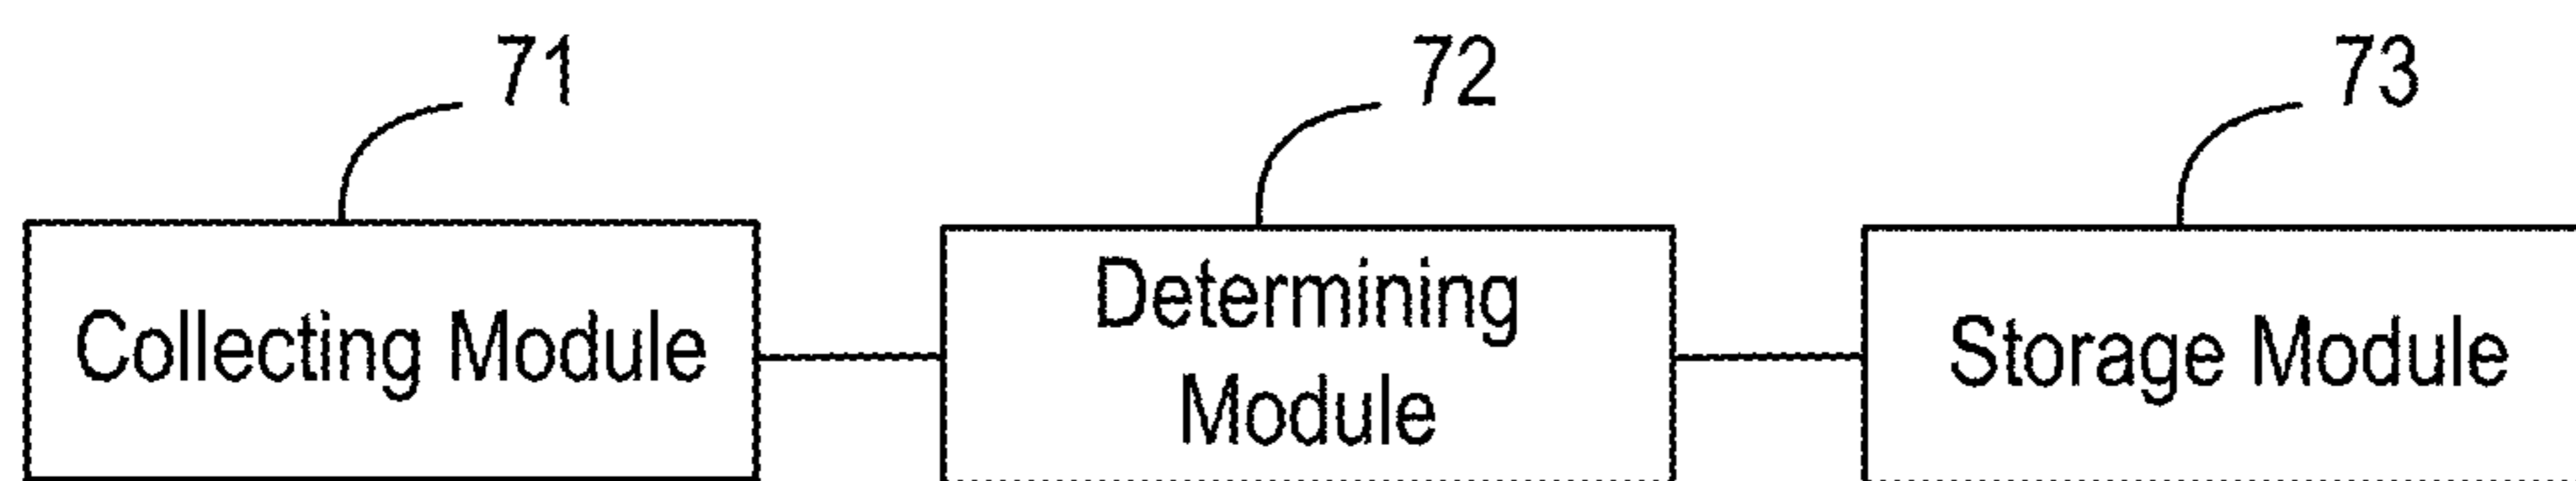 71
72
73
Collecting Module
Determining
Module
Storage Module